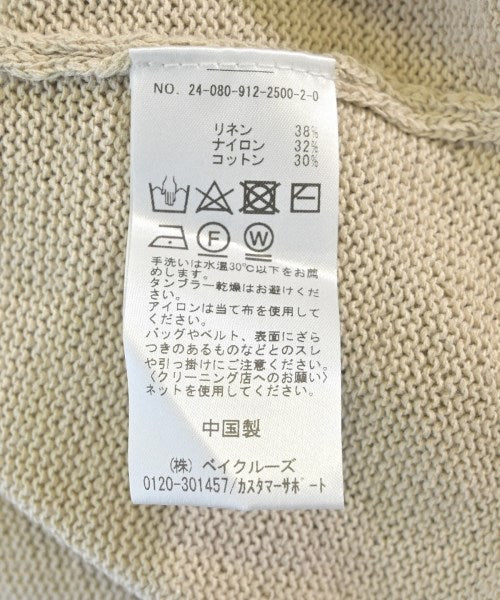 NO. 24-080-912-2500-2-0
リネン 38%
ナイロン 32%
コットン 30%
F W
手洗いは水温30℃以下をお薦
めします。
タンブラー乾燥はお避けくだ
さい。
アイロンは当て布を使用して
ください。
バッグやベルト、表面にざら
つきのあるものなどとのスレ
や引っ掛けにご注意ください。
〈クリーニング店へのお願い〉
ネットを使用してください。
中国製
(株) ベイクルーズ
0120-301457/カスタマーサポート